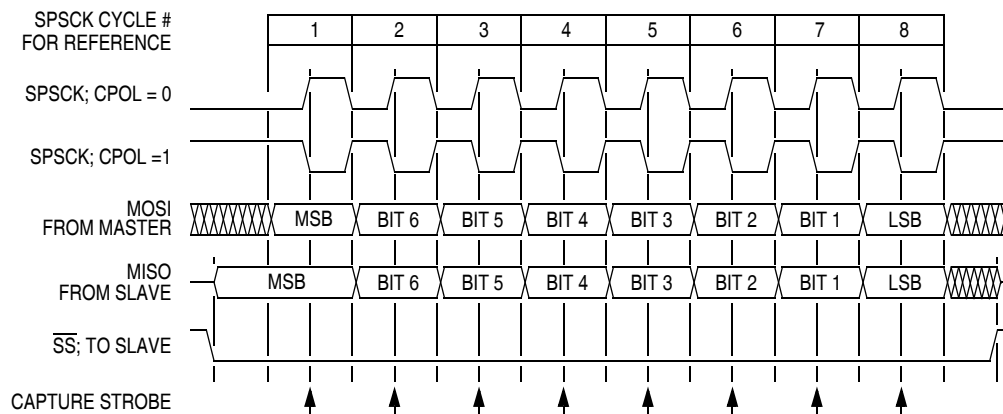 SPSCK CYCLE #
FOR REFERENCE
1 2 3 4 5 6 7 8
SPSCK; CPOL = 0
SPSCK; CPOL =1
MOSI
FROM MASTER
MSB BIT 6 BIT 5 BIT 4 BIT 3 BIT 2 BIT 1 LSB
MISO
FROM SLAVE
MSB BIT 6 BIT 5 BIT 4 BIT 3 BIT 2 BIT 1 LSB
SS; TO SLAVE
CAPTURE STROBE